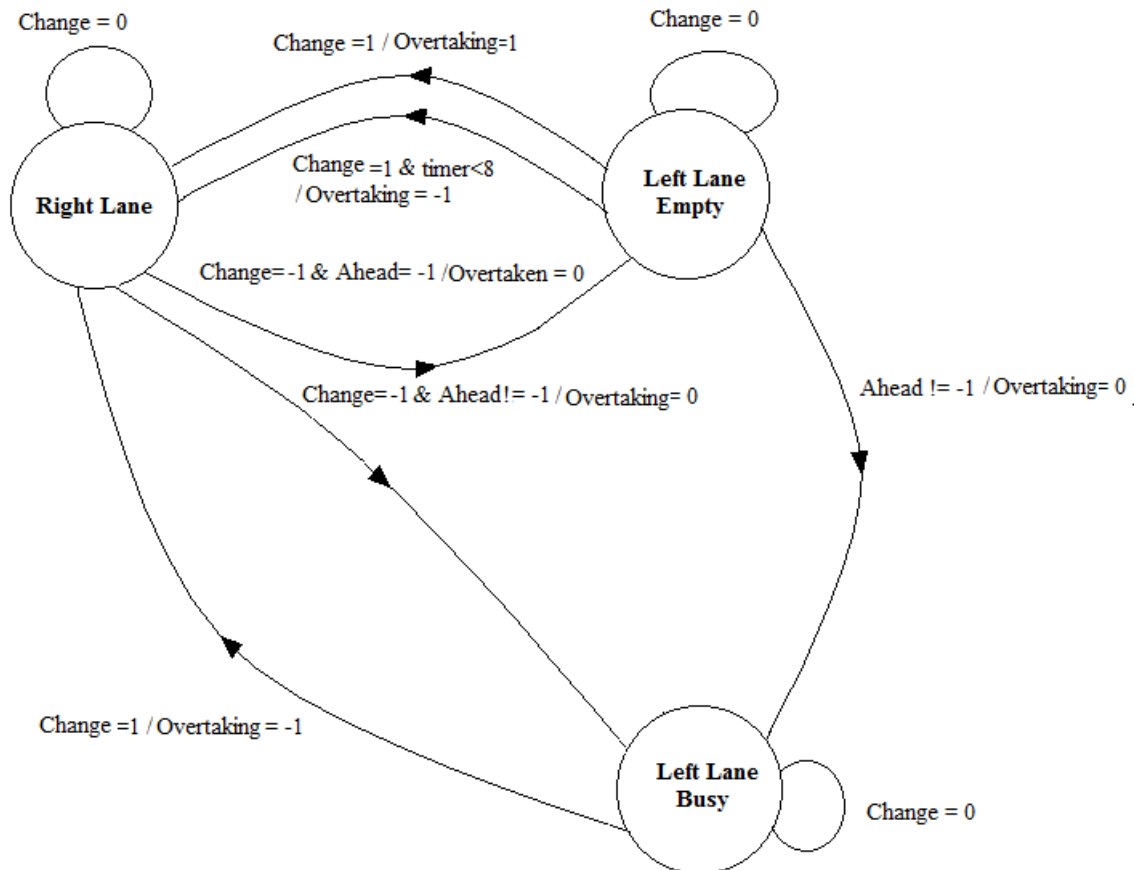 Change = 0
Change = 0
Change =1 / Overtaking=1
Change =1 & timer<8
/ Overtaking = -1
Right Lane
Left Lane
Empty
Change= -1 & Ahead= -1 /Overtaken = 0
Change= -1 & Ahead!= -1 / Overtaking= 0
Ahead != -1 / Overtaking= 0
Change =1 / Overtaking = -1
Left Lane
Busy
Change = 0